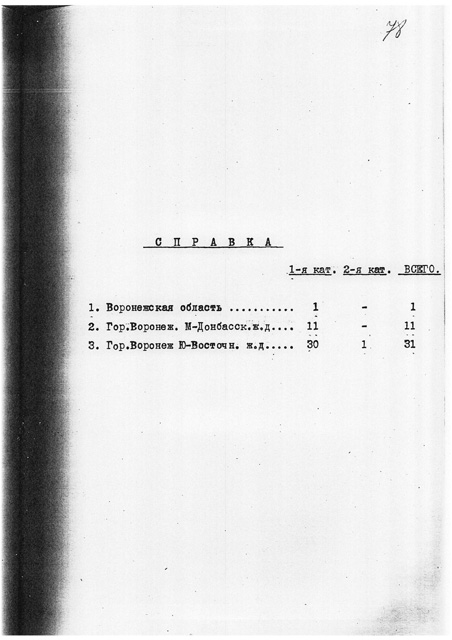 78
С П Р А В К А
1-я кат. 2-я кат. ВСЕГО.
1. Воронежская область ........... 1 - 1
2. Гор.Воронеж. М-Донбасск.ж.д.... 11 - 11
3. Гор.Воронеж Ю-Восточн. ж.д..... 30 1 31